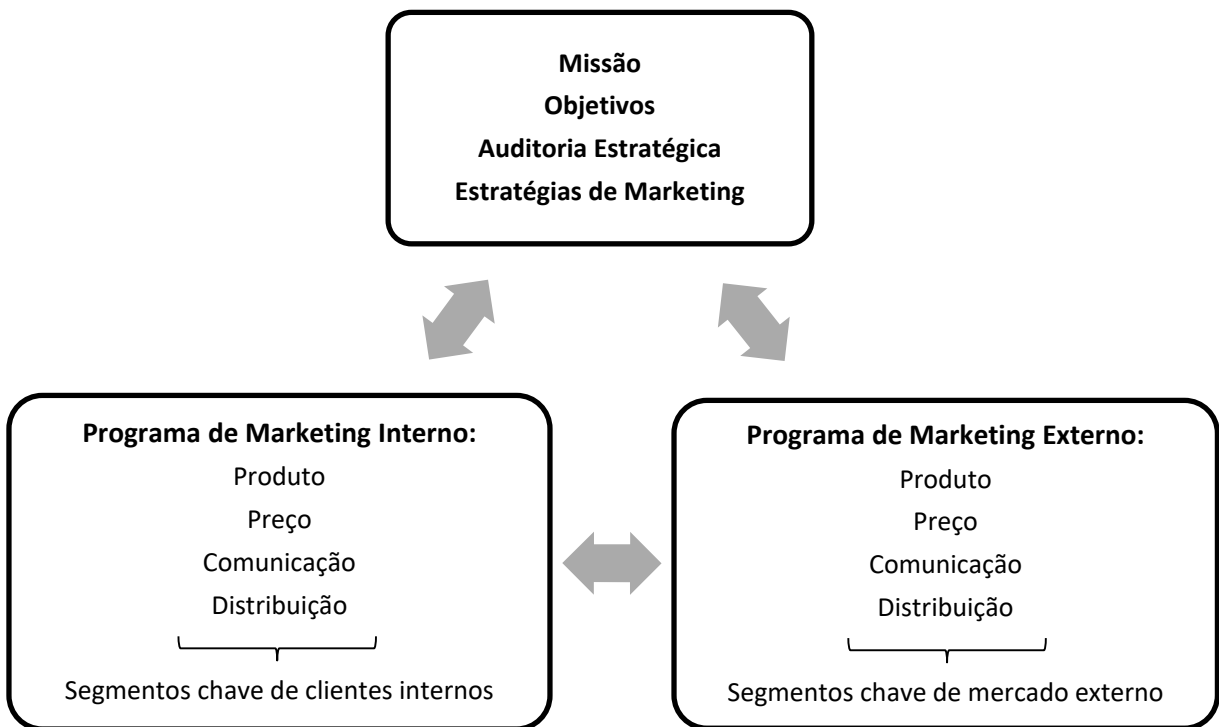 Missão
Objetivos
Auditoria Estratégica
Estratégias de Marketing
Programa de Marketing Interno:
Produto
Preço
Comunicação
Distribuição
Segmentos chave de clientes internos
Programa de Marketing Externo:
Produto
Preço
Comunicação
Distribuição
Segmentos chave de mercado externo